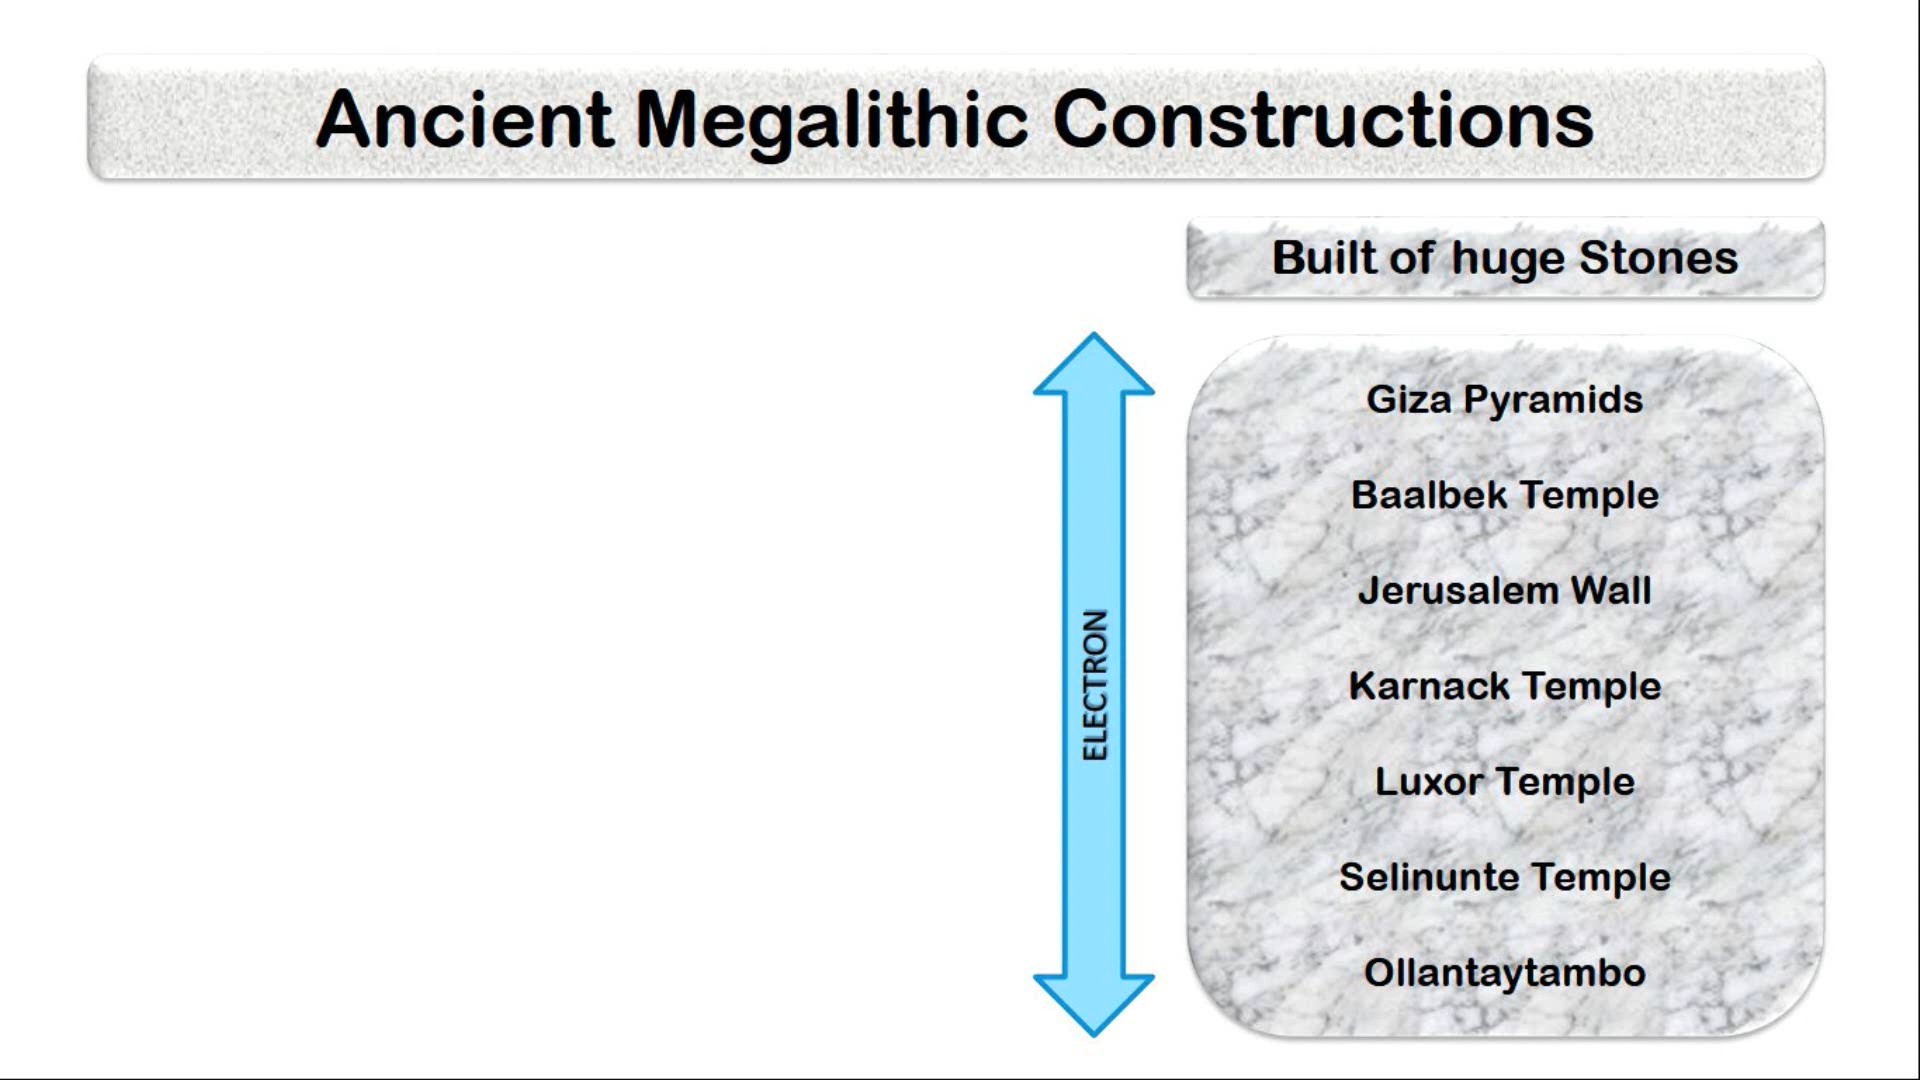 Ancient Megalithic Constructions
Built of huge Stones
ELECTRON
Giza Pyramids
Baalbek Temple
Jerusalem Wall
Karnack Temple
Luxor Temple
Selinunte Temple
Ollantaytambo